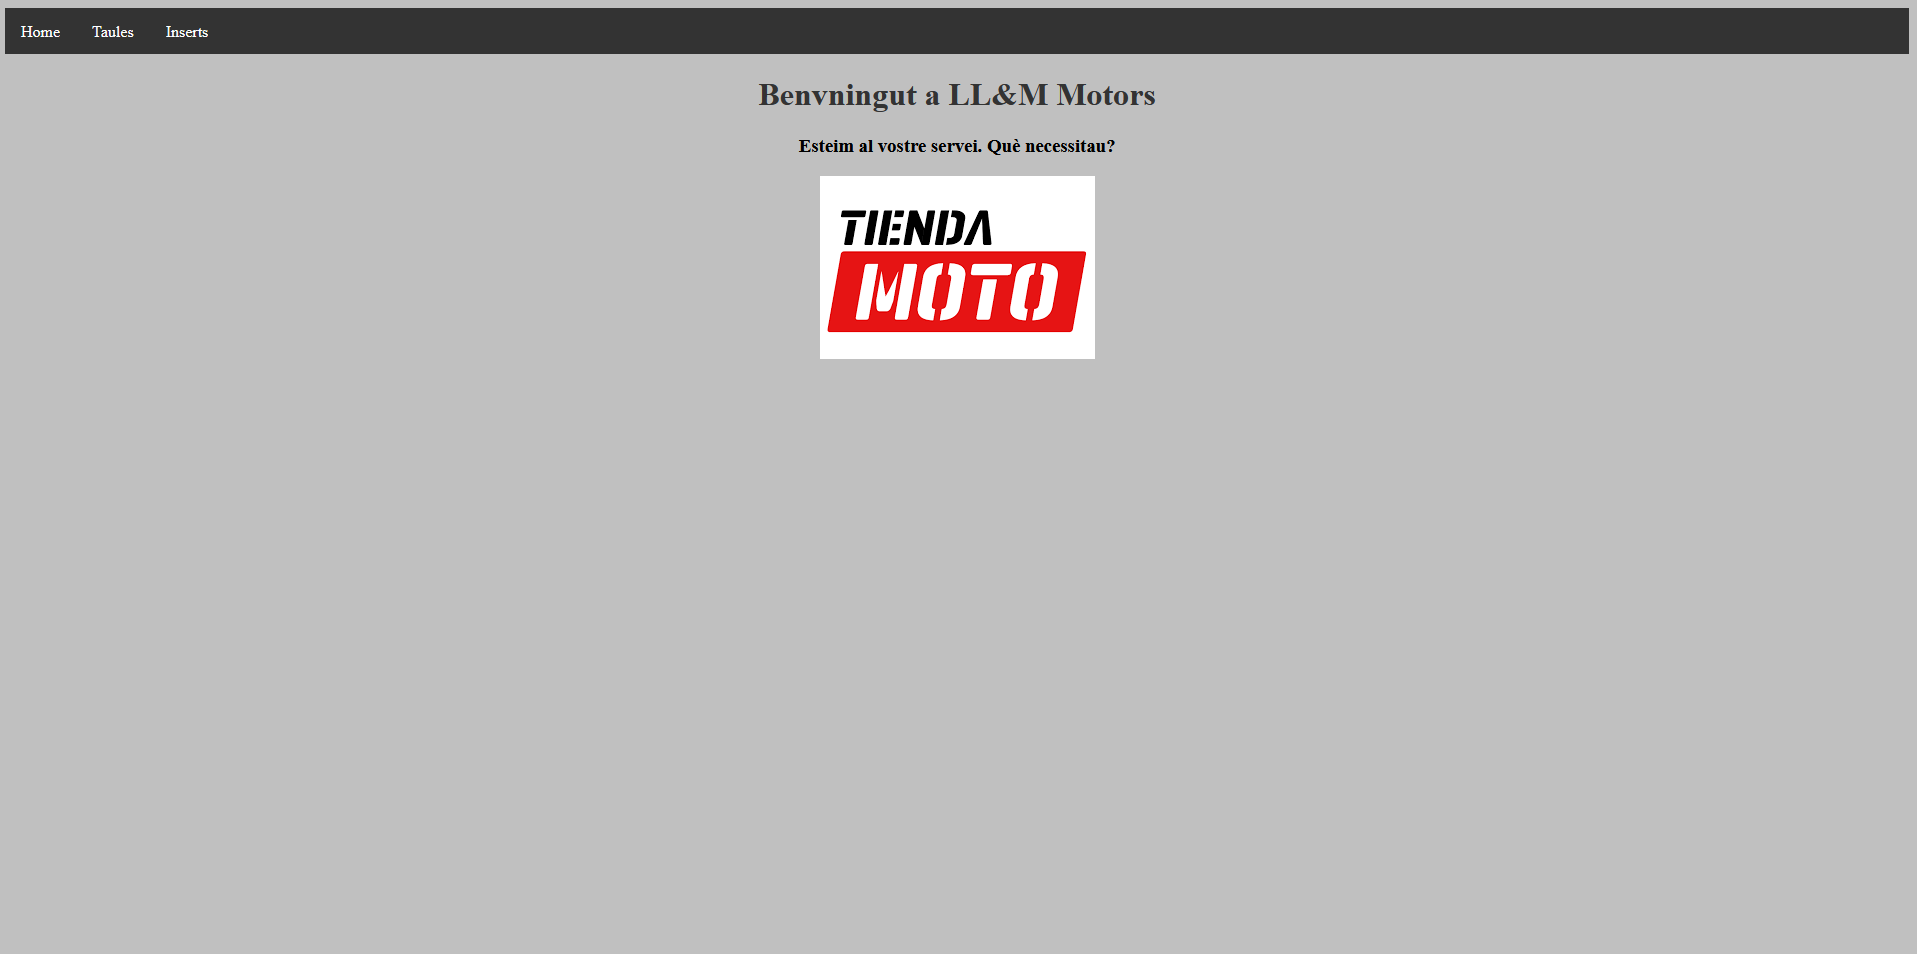 Home Taules Inserts
Benvningut a LL&M Motors
Esteim al vostre servei. Què necessitau?
TIENDA
MOTO